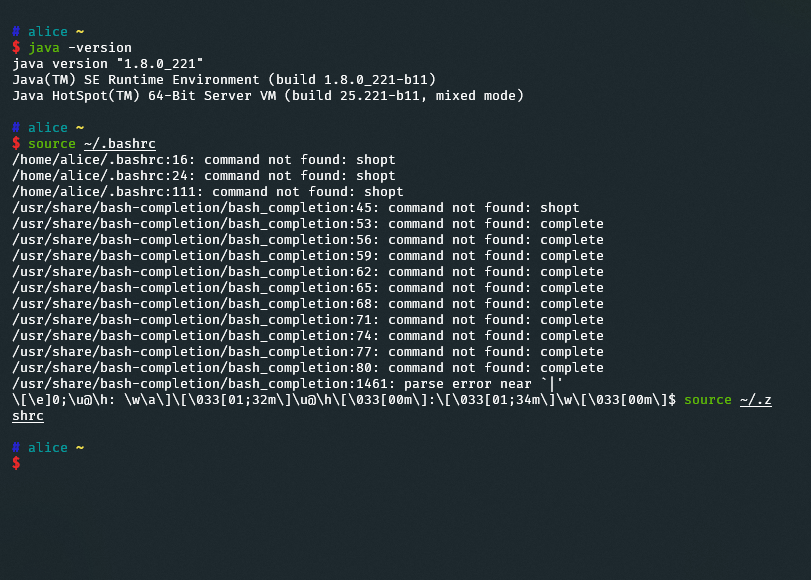 # alice ~
$ java -version
java version "1.8.0_221"
Java(TM) SE Runtime Environment (build 1.8.0_221-b11)
Java HotSpot(TM) 64-Bit Server VM (build 25.221-b11, mixed mode)
# alice ~
$ source ~/.bashrc
/home/alice/.bashrc:16: command not found: shopt
/home/alice/.bashrc:24: command not found: shopt
/home/alice/.bashrc:111: command not found: shopt
/usr/share/bash-completion/bash_completion:45: command not found: shopt
/usr/share/bash-completion/bash_completion:53: command not found: complete
/usr/share/bash-completion/bash_completion:56: command not found: complete
/usr/share/bash-completion/bash_completion:59: command not found: complete
/usr/share/bash-completion/bash_completion:62: command not found: complete
/usr/share/bash-completion/bash_completion:65: command not found: complete
/usr/share/bash-completion/bash_completion:68: command not found: complete
/usr/share/bash-completion/bash_completion:71: command not found: complete
/usr/share/bash-completion/bash_completion:74: command not found: complete
/usr/share/bash-completion/bash_completion:77: command not found: complete
/usr/share/bash-completion/bash_completion:80: command not found: complete
/usr/share/bash-completion/bash_completion:1461: parse error near `|'
\[\e]0;\u@\h: \w\a\]\[\033[01;32m\]\u@\h\[\033[00m\]:\[\033[01;34m\]\w\[\033[00m\]$ source ~/.z
shrc
# alice ~
$